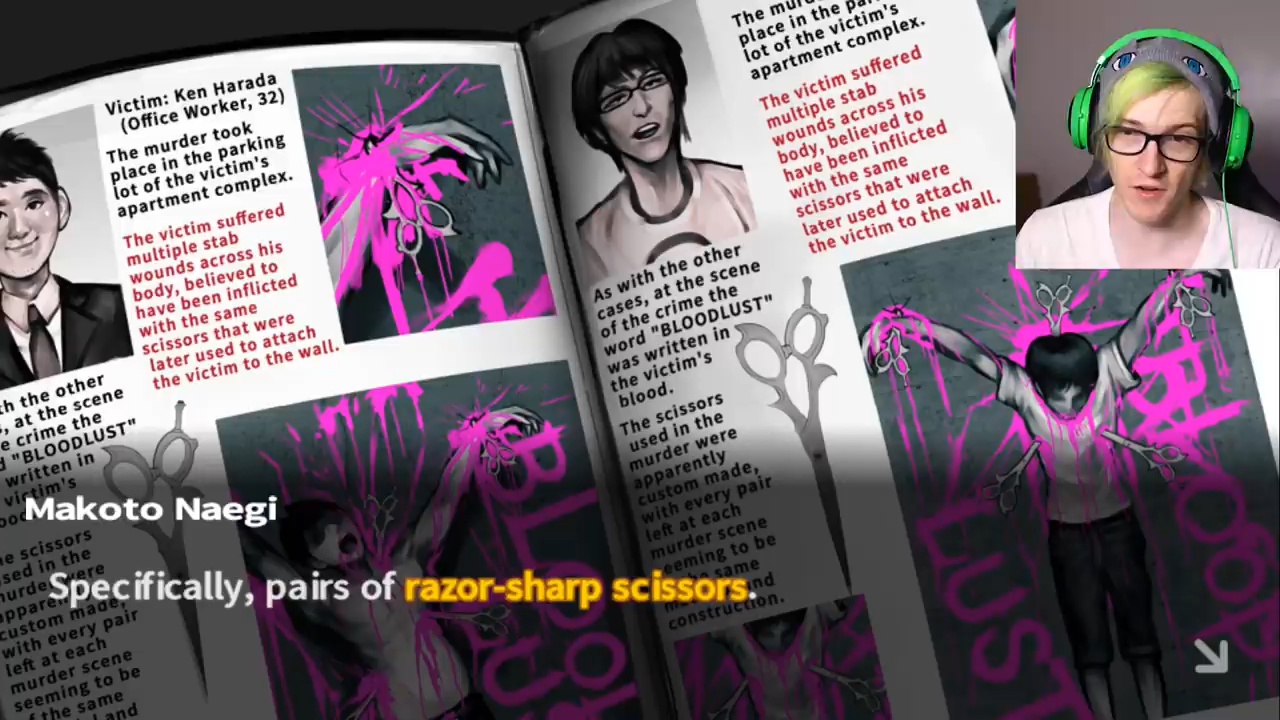 Victim: Ken Harada
(Office Worker, 32)
The murder took
place in the parking
lot of the victim's
apartment complex.
The victim suffered
multiple stab
wounds across his
body, believed to
have been inflicted
with the same
scissors that were
later used to attach
the victim to the wall.
the other
at the scene
crime the
"BLOODLUST"
written in
victim's
scissors
used in the
murder were
custom made,
with every pair
left at each
murder scene
seeming to be
of the same
and
BLOOD
LUS
place in the
lot of the victim's
apartment complex.
The victim suffered
multiple stab
wounds across his
body, believed to
have been inflicted
with the same
scissors that were
later used to attach
the victim to the wall.
As with the other
cases, at the scene
of the crime the
word "BLOODLUST"
was written in
the victim's
blood.
The scissors
used in the
murder were
apparently
custom made,
with every pair
left at each
murder scene
seeming to be
same
construction.
BLOOD
LUST
Makoto Naegi
Specifically, pairs of razor-sharp scissors.